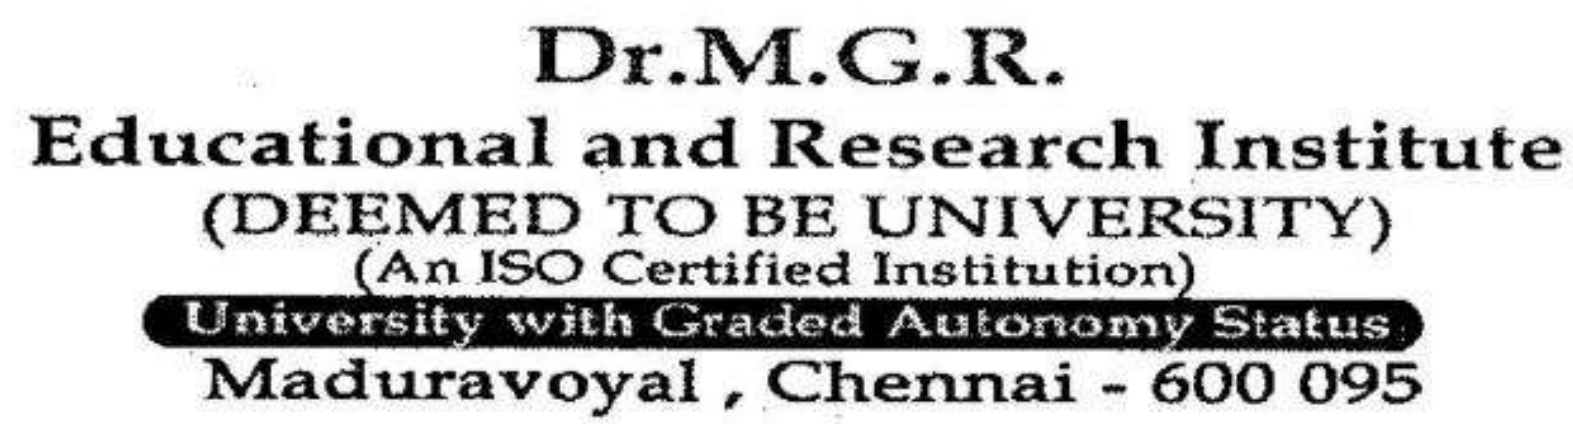 Dr.M.G.R.
Educational and Research Institute
(DEEMED TO BE UNIVERSITY)
(An ISO Certified Institution)
University with Graded Autonomy Status
Maduravoyal , Chennai - 600 095